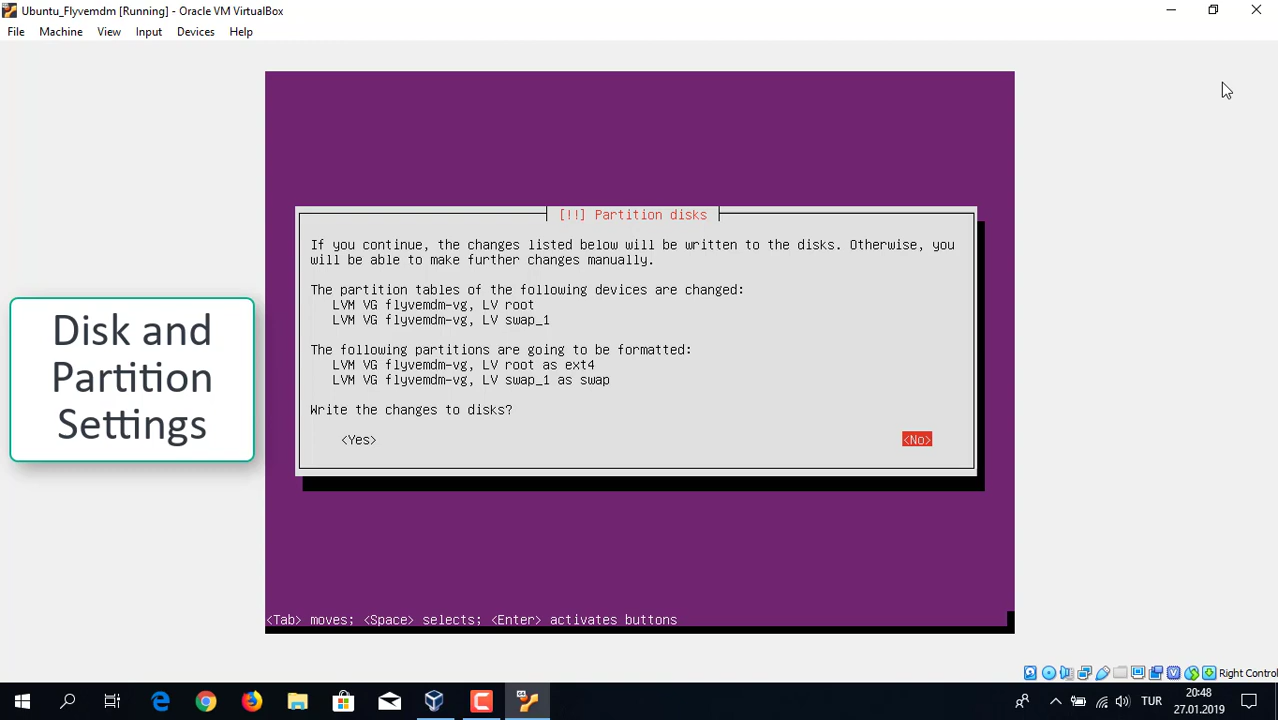 Ubuntu_Flyvemdm [Running] - Oracle VM VirtualBox
File Machine View Input Devices Help
[!!] Partition disks
If you continue, the changes listed below will be written to the disks. Otherwise, you
will be able to make further changes manually.
The partition tables of the following devices are changed:
LVM VG flyvemdm-vg, LV root
LVM VG flyvemdm-vg, LV swap_1
The following partitions are going to be formatted:
LVM VG flyvemdm-vg, LV root as ext4
LVM VG flyvemdm-vg, LV swap_1 as swap
Write the changes to disks?
<Yes> <No>
Disk and
Partition
Settings
<Tab> moves; <Space> selects; <Enter> activates buttons
Right Control
TUR
20:48
27.01.2019